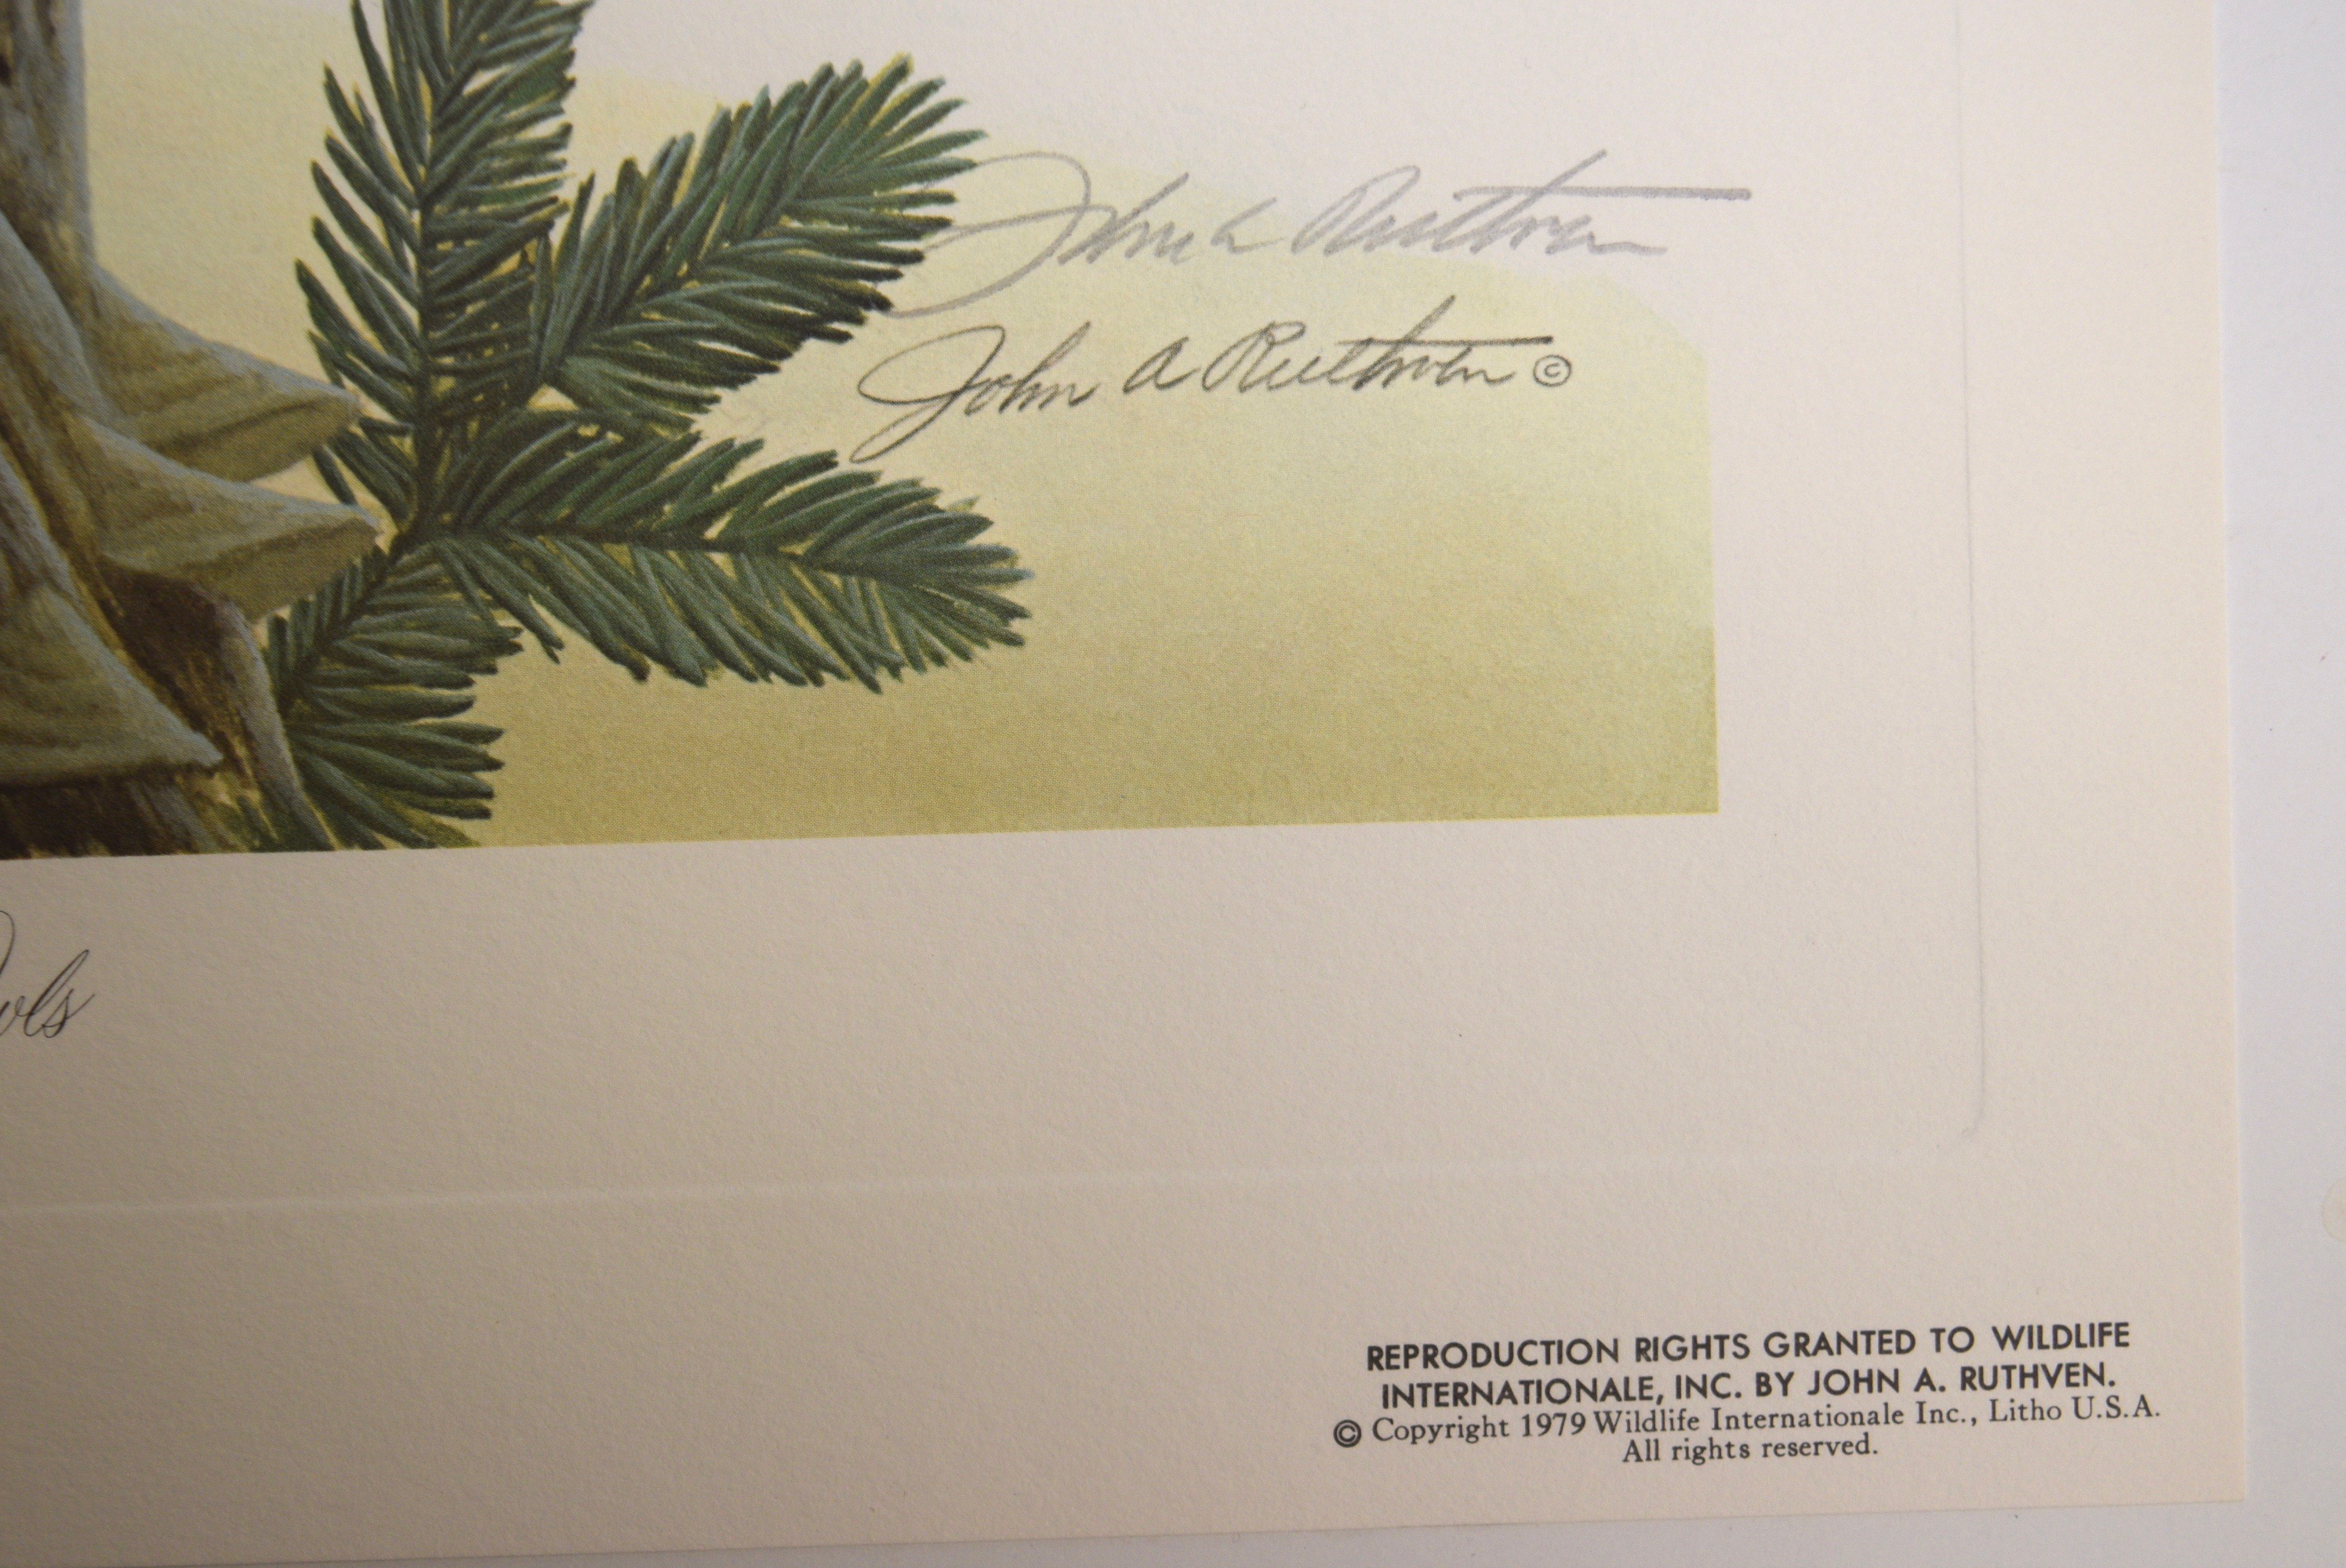 John A Ruthven
John A Ruthven ©
REPRODUCTION RIGHTS GRANTED TO WILDLIFE
INTERNATIONALE, INC. BY JOHN A. RUTHVEN.
© Copyright 1979 Wildlife Internationale Inc., Litho U.S.A.
All rights reserved.